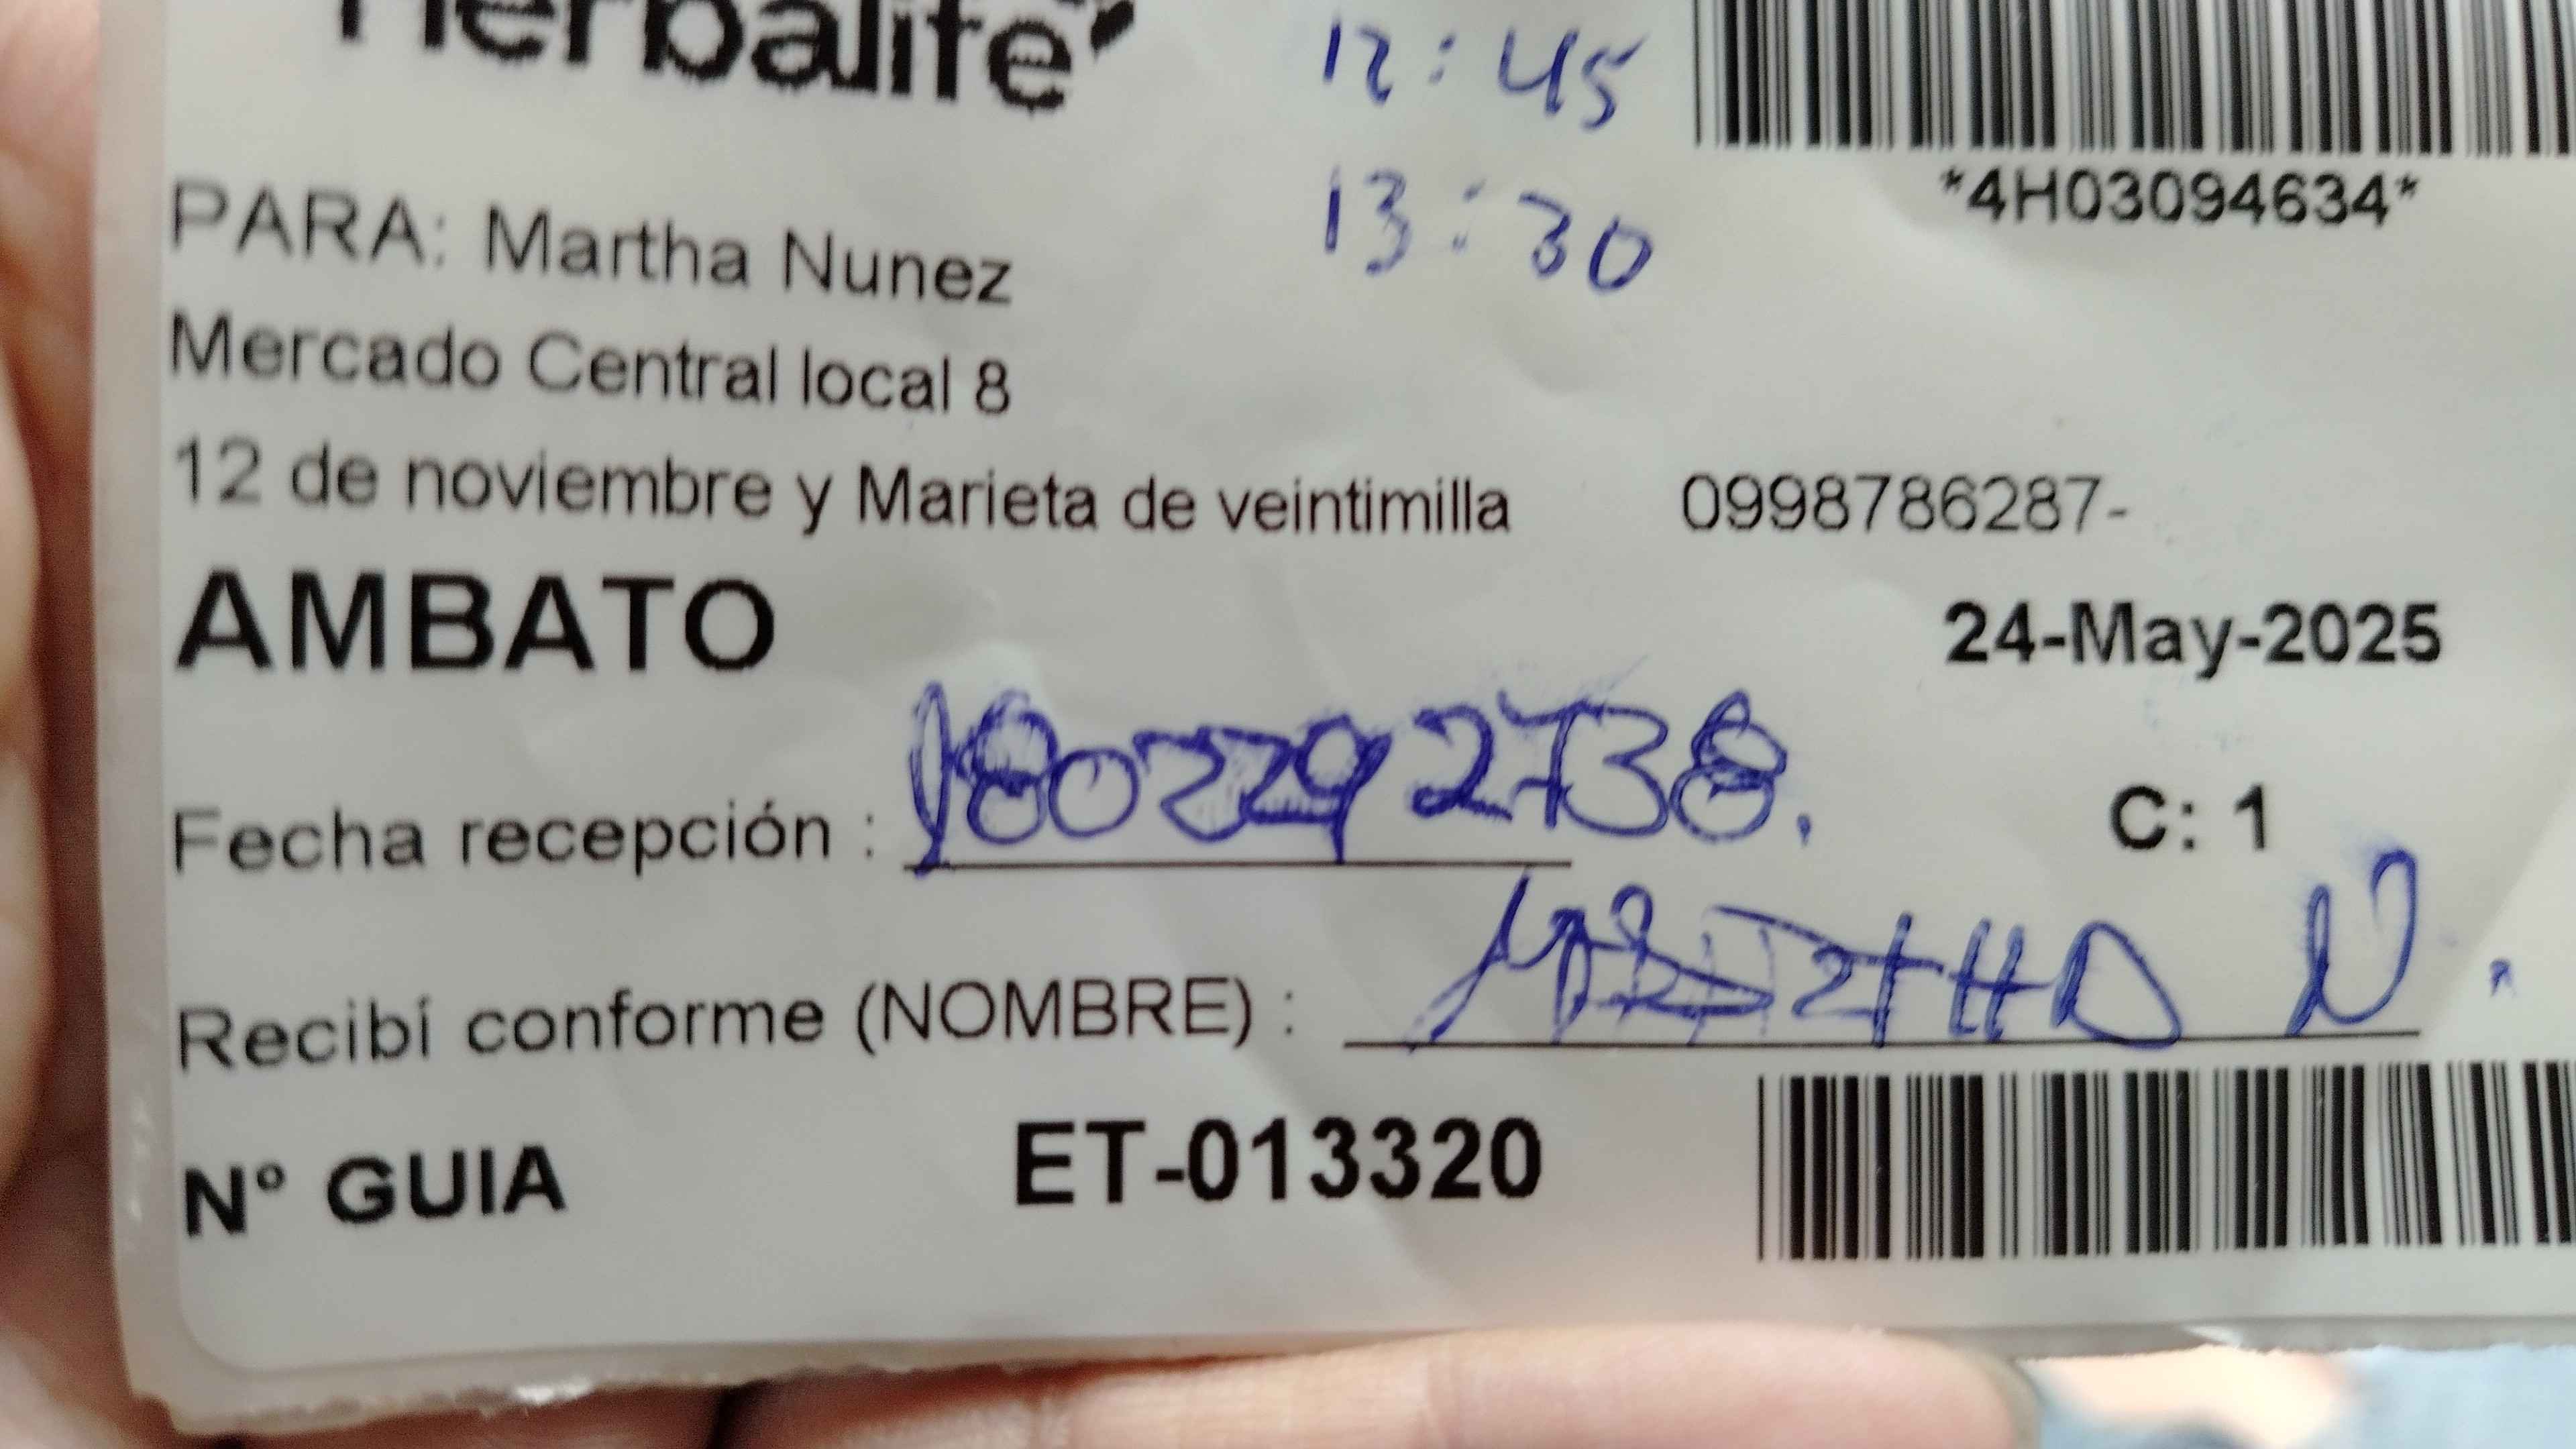 Herbalife
12:45
*4H03094634*
13:30
PARA: Martha Nunez
Mercado Central local 8
12 de noviembre y Marieta de veintimilla 0998786287-
AMBATO
24-May-2025
Fecha recepción : 1802292738.
C: 1
Recibí conforme (NOMBRE) : MARTHA N.
N° GUIA ET-013320